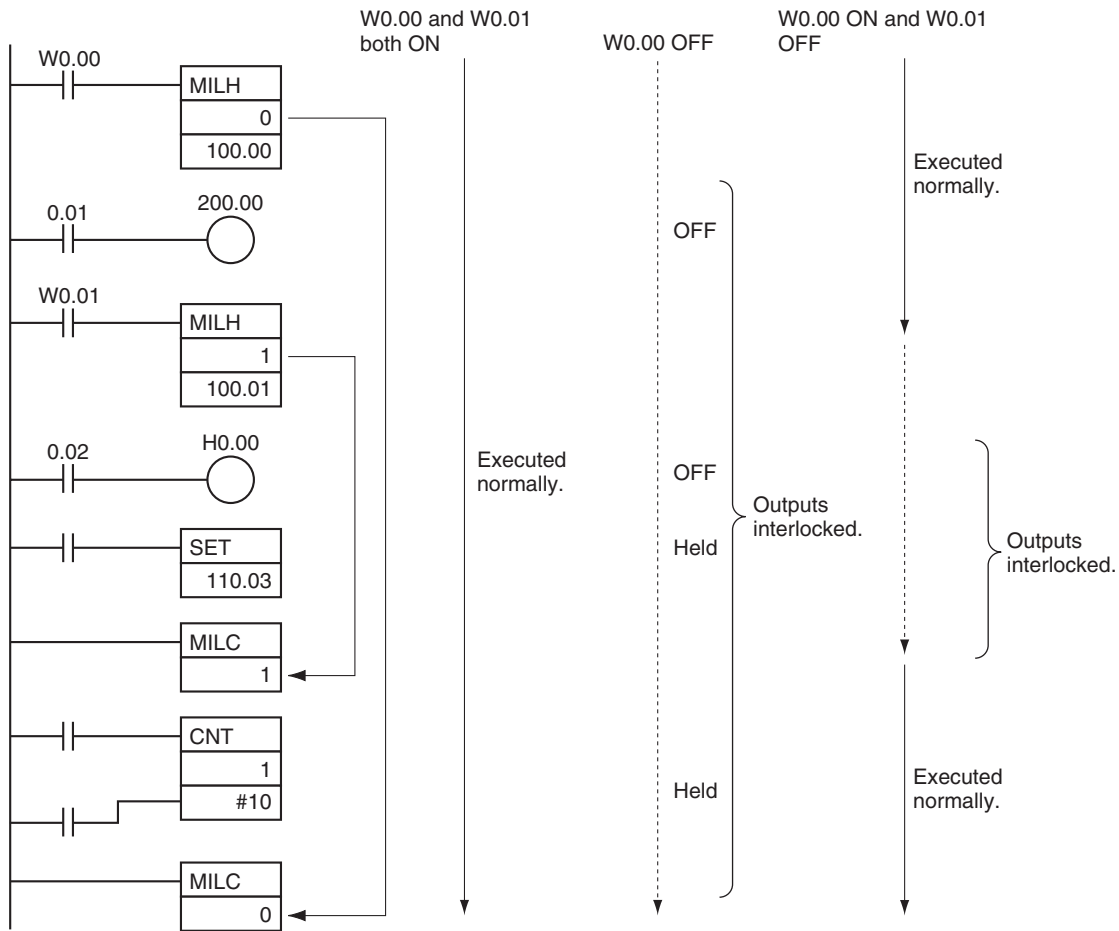 W0.00 and W0.01
both ON
W0.00 OFF
W0.00 ON and W0.01
OFF
W0.00
MILH
0
100.00
Executed
normally.
0.01
200.00
OFF
W0.01
MILH
1
100.01
0.02
H0.00
Executed
normally.
OFF
Outputs
interlocked.
SET
110.03
Held
Outputs
interlocked.
MILC
1
CNT
1
#10
Held
Executed
normally.
MILC
0